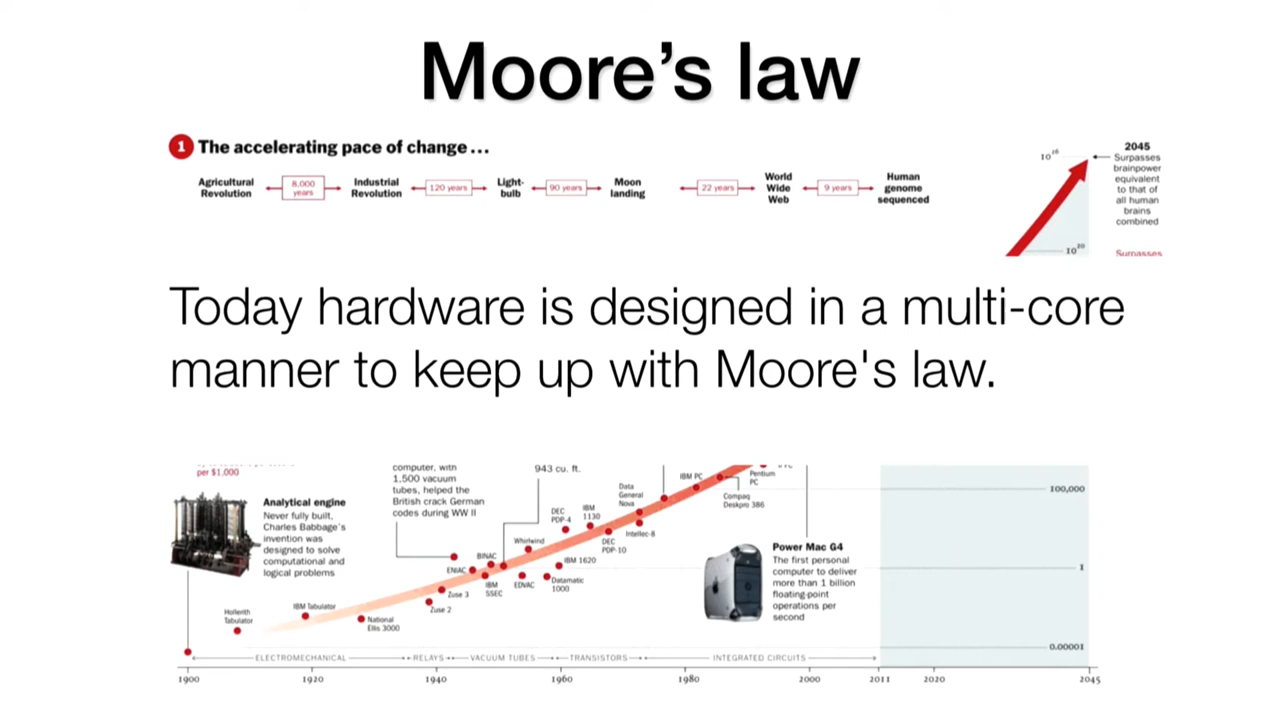 Moore's law
1 The accelerating pace of change ...
Agricultural Revolution
8,000 years
Industrial Revolution
120 years
Light-bulb
90 years
Moon landing
22 years
World Wide Web
9 years
Human genome sequenced
10²⁶
2045
Surpasses
brainpower
equivalent
to that of
all human
brains
combined
10²⁰
Surpasses
Today hardware is designed in a multi-core
manner to keep up with Moore's law.
per $1,000
Analytical engine
Never fully built,
Charles Babbage's
invention was
designed to solve
computational and
logical problems
computer, with
1,500 vacuum
tubes, helped the
British crack German
codes during WW II
943 cu. ft.
Hollerith
Tabulator
IBM Tabulator
National
Ellis 3000
Zuse 2
Zuse 3
ENIAC
BINAC
IBM
SSEC
Whirlwind
EDVAC
DEC
PDP-4
IBM
1130
IBM 1620
Datamatic
1000
DEC
PDP-10
Data
General
Nova
Intellec-8
IBM PC
Compaq
Deskpro 386
Pentium
PC
Power Mac G4
The first personal
computer to deliver
more than 1 billion
floating-point
operations per
second
100,000
1
0.00001
ELECTROMECHANICAL
RELAYS
VACUUM TUBES
TRANSISTORS
INTEGRATED CIRCUITS
1900
1920
1940
1960
1980
2000
2011
2020
2045